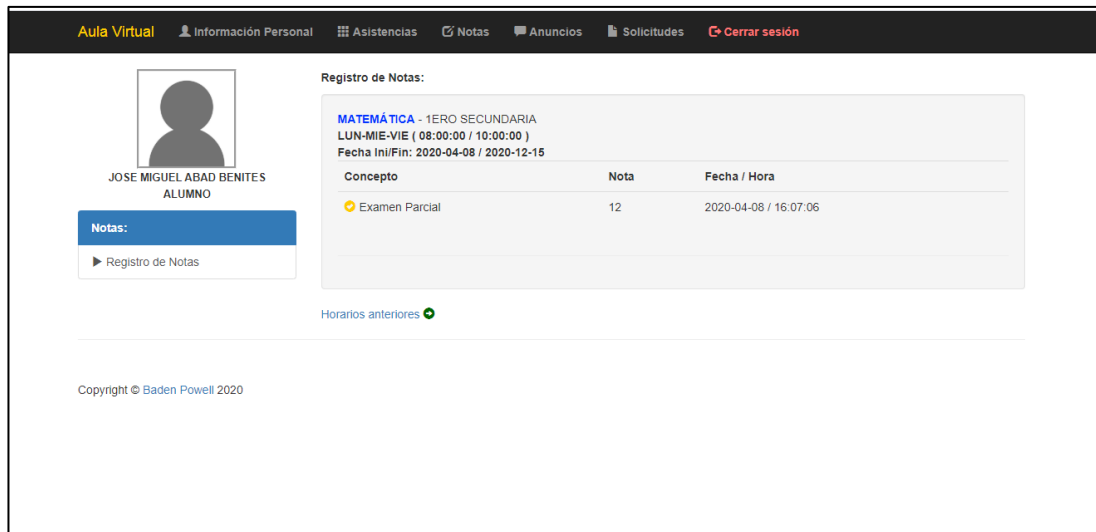 Aula Virtual Información Personal Asistencias Notas Anuncios Solicitudes Cerrar sesión
JOSE MIGUEL ABAD BENITES
ALUMNO
Notas:
Registro de Notas
Registro de Notas:
MATEMÁTICA - 1ERO SECUNDARIA
LUN-MIE-VIE ( 08:00:00 / 10:00:00 )
Fecha Ini/Fin: 2020-04-08 / 2020-12-15
Concepto Nota Fecha / Hora
Examen Parcial 12 2020-04-08 / 16:07:06
Horarios anteriores
Copyright © Baden Powell 2020